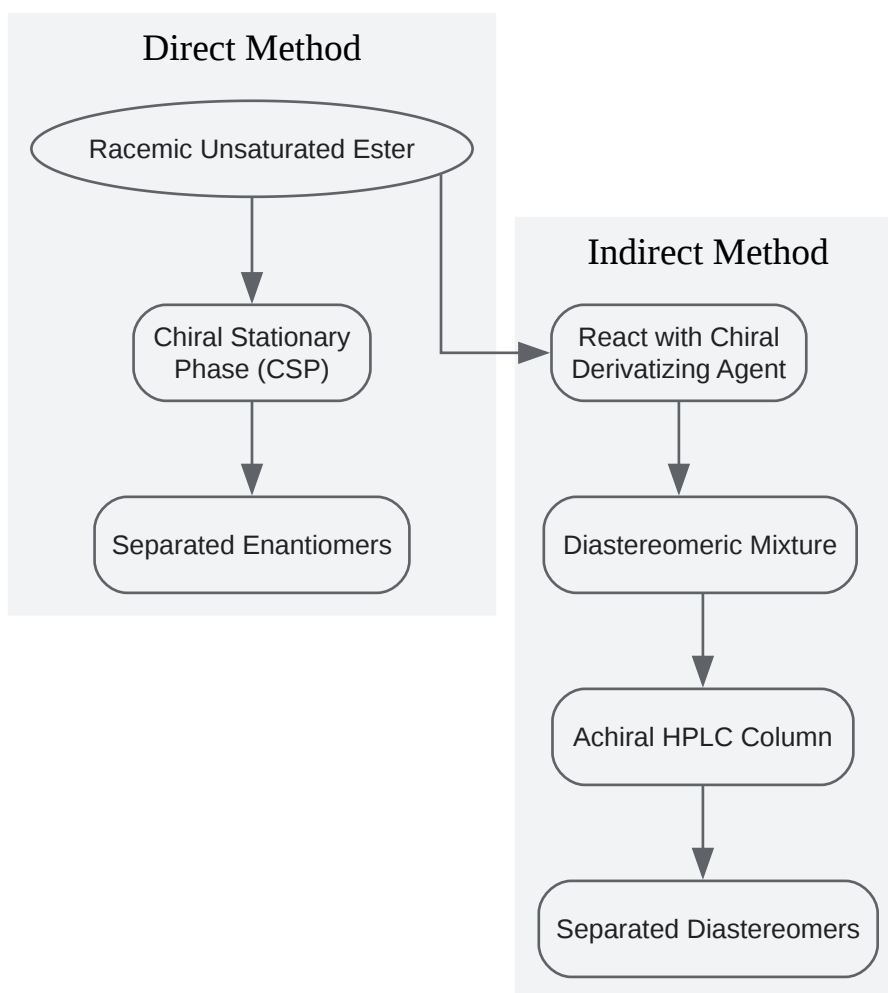 Direct Method
Racemic Unsaturated Ester
Chiral Stationary
Phase (CSP)
Separated Enantiomers
Indirect Method
React with Chiral
Derivatizing Agent
Diastereomeric Mixture
Achiral HPLC Column
Separated Diastereomers